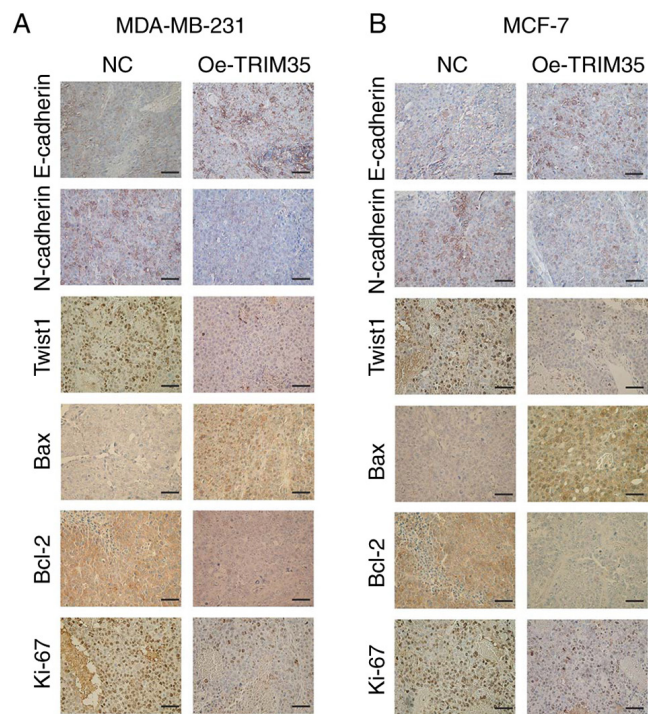 A MDA-MB-231
NC Oe-TRIM35
E-cadherin
N-cadherin
Twist1
Bax
Bcl-2
Ki-67
B MCF-7
NC Oe-TRIM35
E-cadherin
N-cadherin
Twist1
Bax
Bcl-2
Ki-67